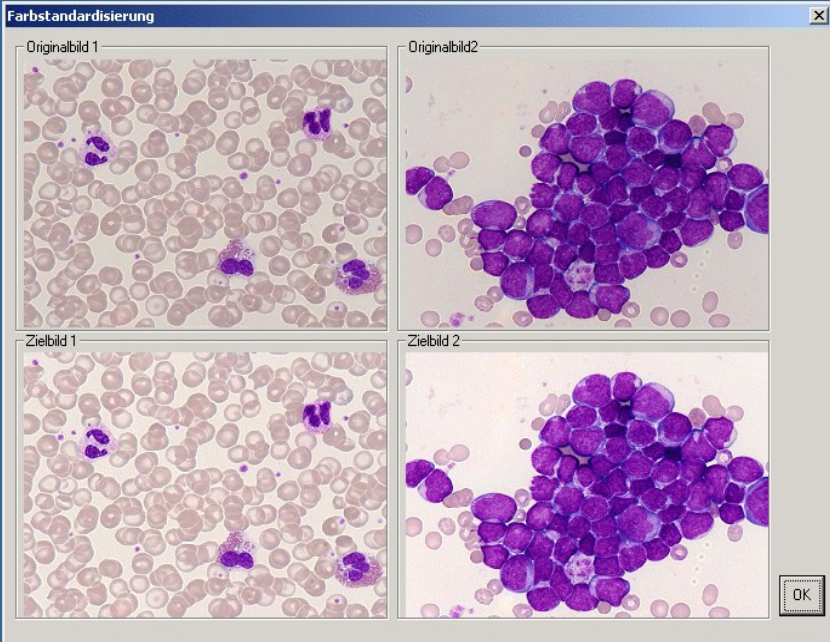 Farbstandardisierung
Originalbild 1
Originalbild2
Zielbild 1
Zielbild 2
OK